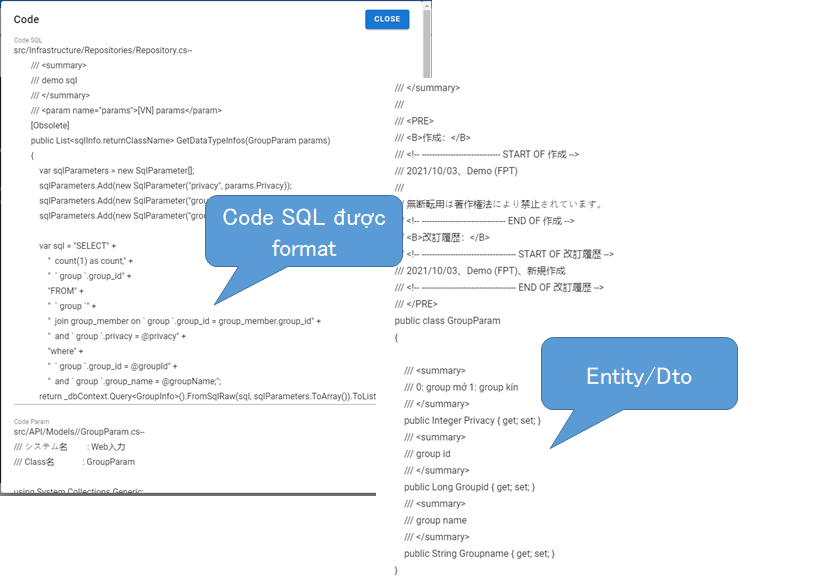 Code
CLOSE
Code SQL
src/Infrastructure/Repositories/Repository.cs--
/// <summary>
/// demo sql
/// </summary>
/// <param name="params">[VN] params</param>
[Obsolete]
public List<sqlInfo.returnClassName> GetDataTypeInfos(GroupParam params)
{
var sqlParameters = new SqlParameter[];
sqlParameters.Add(new SqlParameter("privacy", params.Privacy));
sqlParameters.Add(new SqlParameter("grou
sqlParameters.Add(new SqlParameter("grou
var sql = "SELECT" +
"  count(1) as count," +
"  ` group `.group_id" +
"FROM" +
"  ` group `" +
"  join group_member on ` group `.group_id = group_member.group_id" +
"  and ` group `.privacy = @privacy" +
"where" +
"  ` group `.group_id = @groupId" +
"  and ` group `.group_name = @groupName;";
return _dbContext.Query<GroupInfo>().FromSqlRaw(sql, sqlParameters.ToArray()).ToList
Code Param
src/API/Models//GroupParam.cs--
/// システム名 : Web入力
/// Class名 : GroupParam
using System.Collections.Generic;
Code SQL được
format
/// </summary>
///
/// <PRE>
/// <B>作成：</B>
/// <!-- ------------------------------ START OF 作成 -->
/// 2021/10/03、Demo (FPT)
///
/ 無断転用は著作権法により禁止されています。
/ <!-- -------------------------------- END OF 作成 -->
/ <B>改訂履歴：</B>
/ <!-- ------------------------------------ START OF 改訂履歴 -->
/// 2021/10/03、Demo (FPT)、新規作成
/// <!-- ------------------------------------ END OF 改訂履歴 -->
/// </PRE>
public class GroupParam
{
/// <summary>
/// 0: group mở 1: group kín
/// </summary>
public Integer Privacy { get; set; }
/// <summary>
/// group id
/// </summary>
public Long Groupid { get; set; }
/// <summary>
/// group name
/// </summary>
public String Groupname { get; set; }
}
Entity/Dto